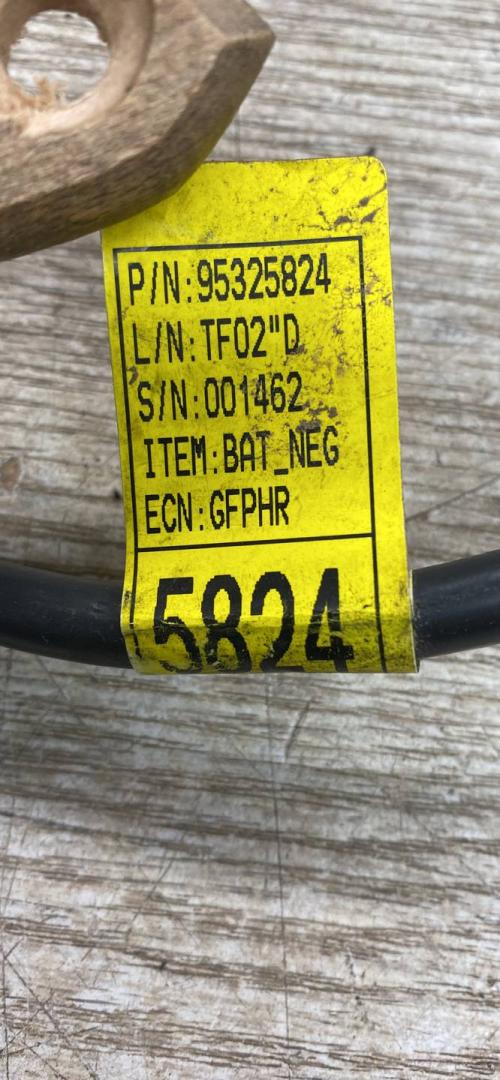 P/N:95325824
L/N:TF02"D
S/N:001462
ITEM:BAT_NEG
ECN:GFPHR
5824